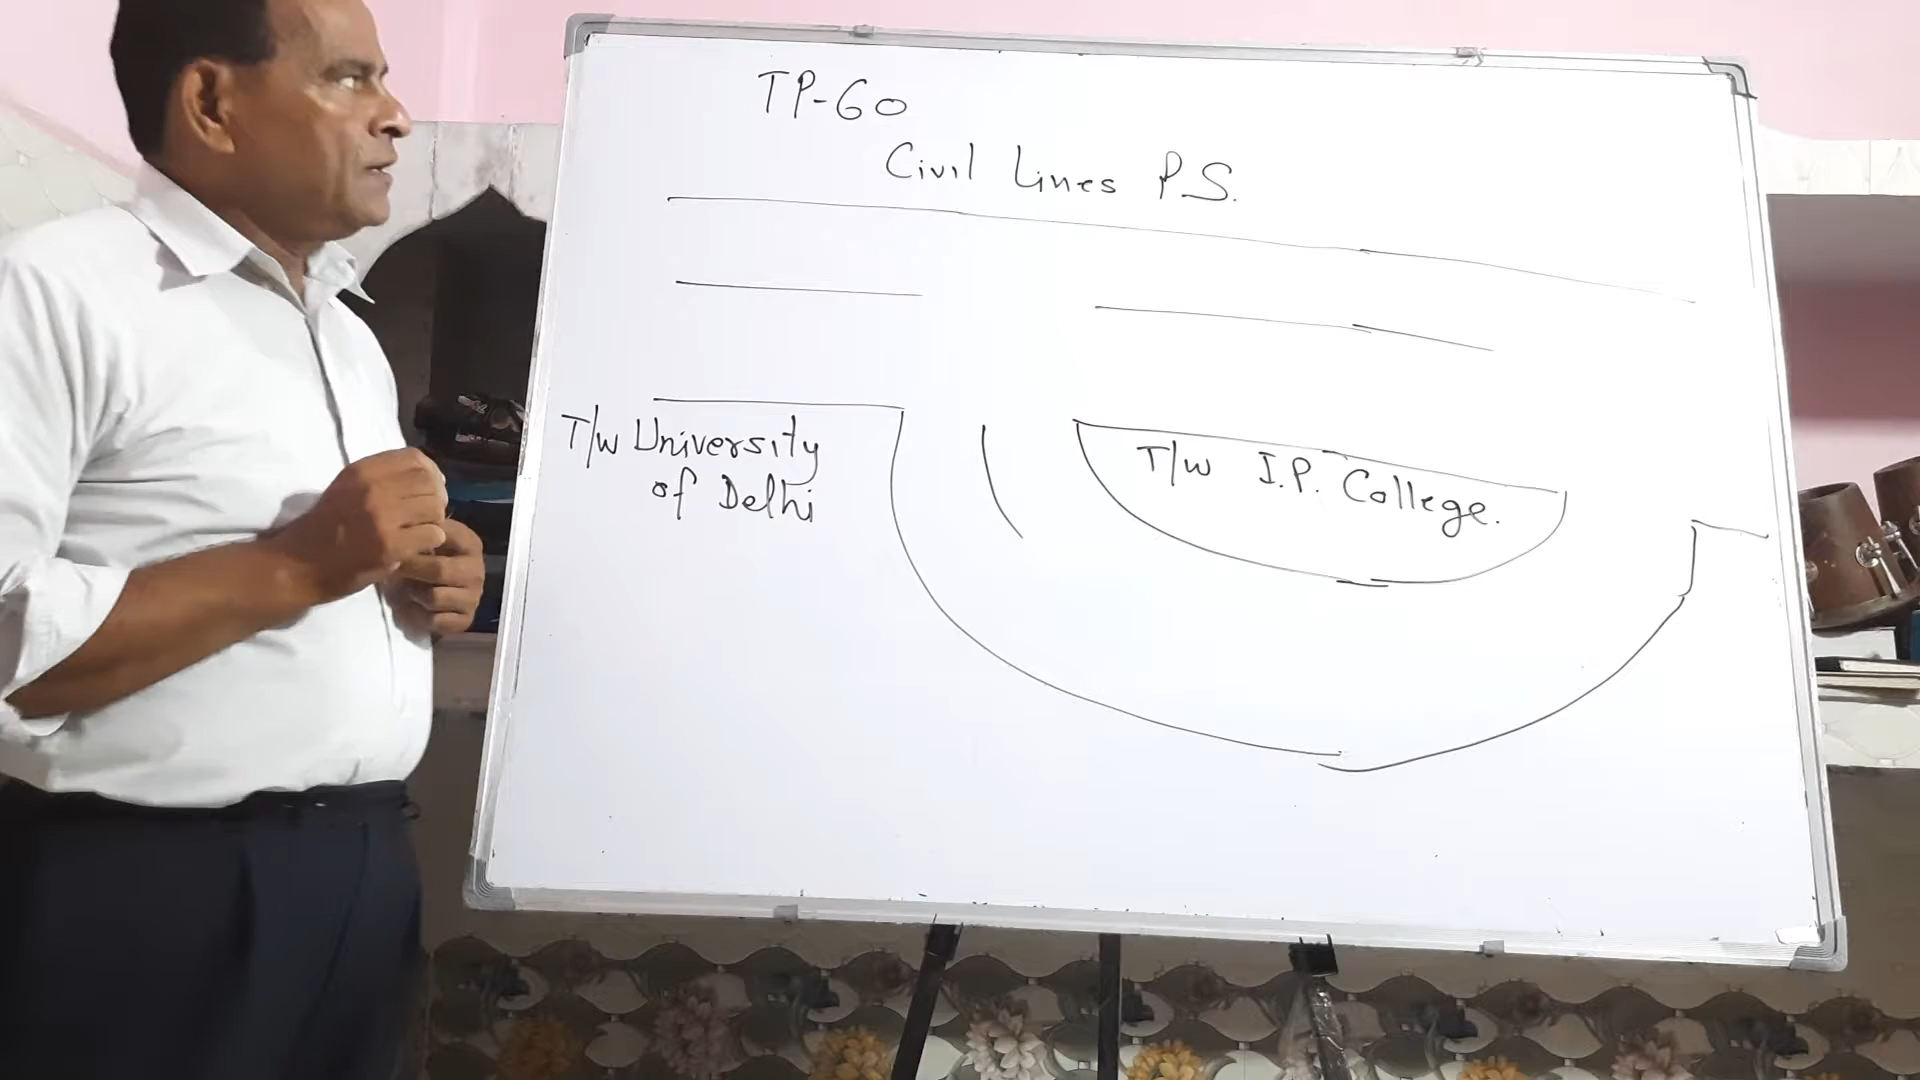 TP-60
Civil Lines P.S.
T/w University
of Delhi
T/w I.P. College.